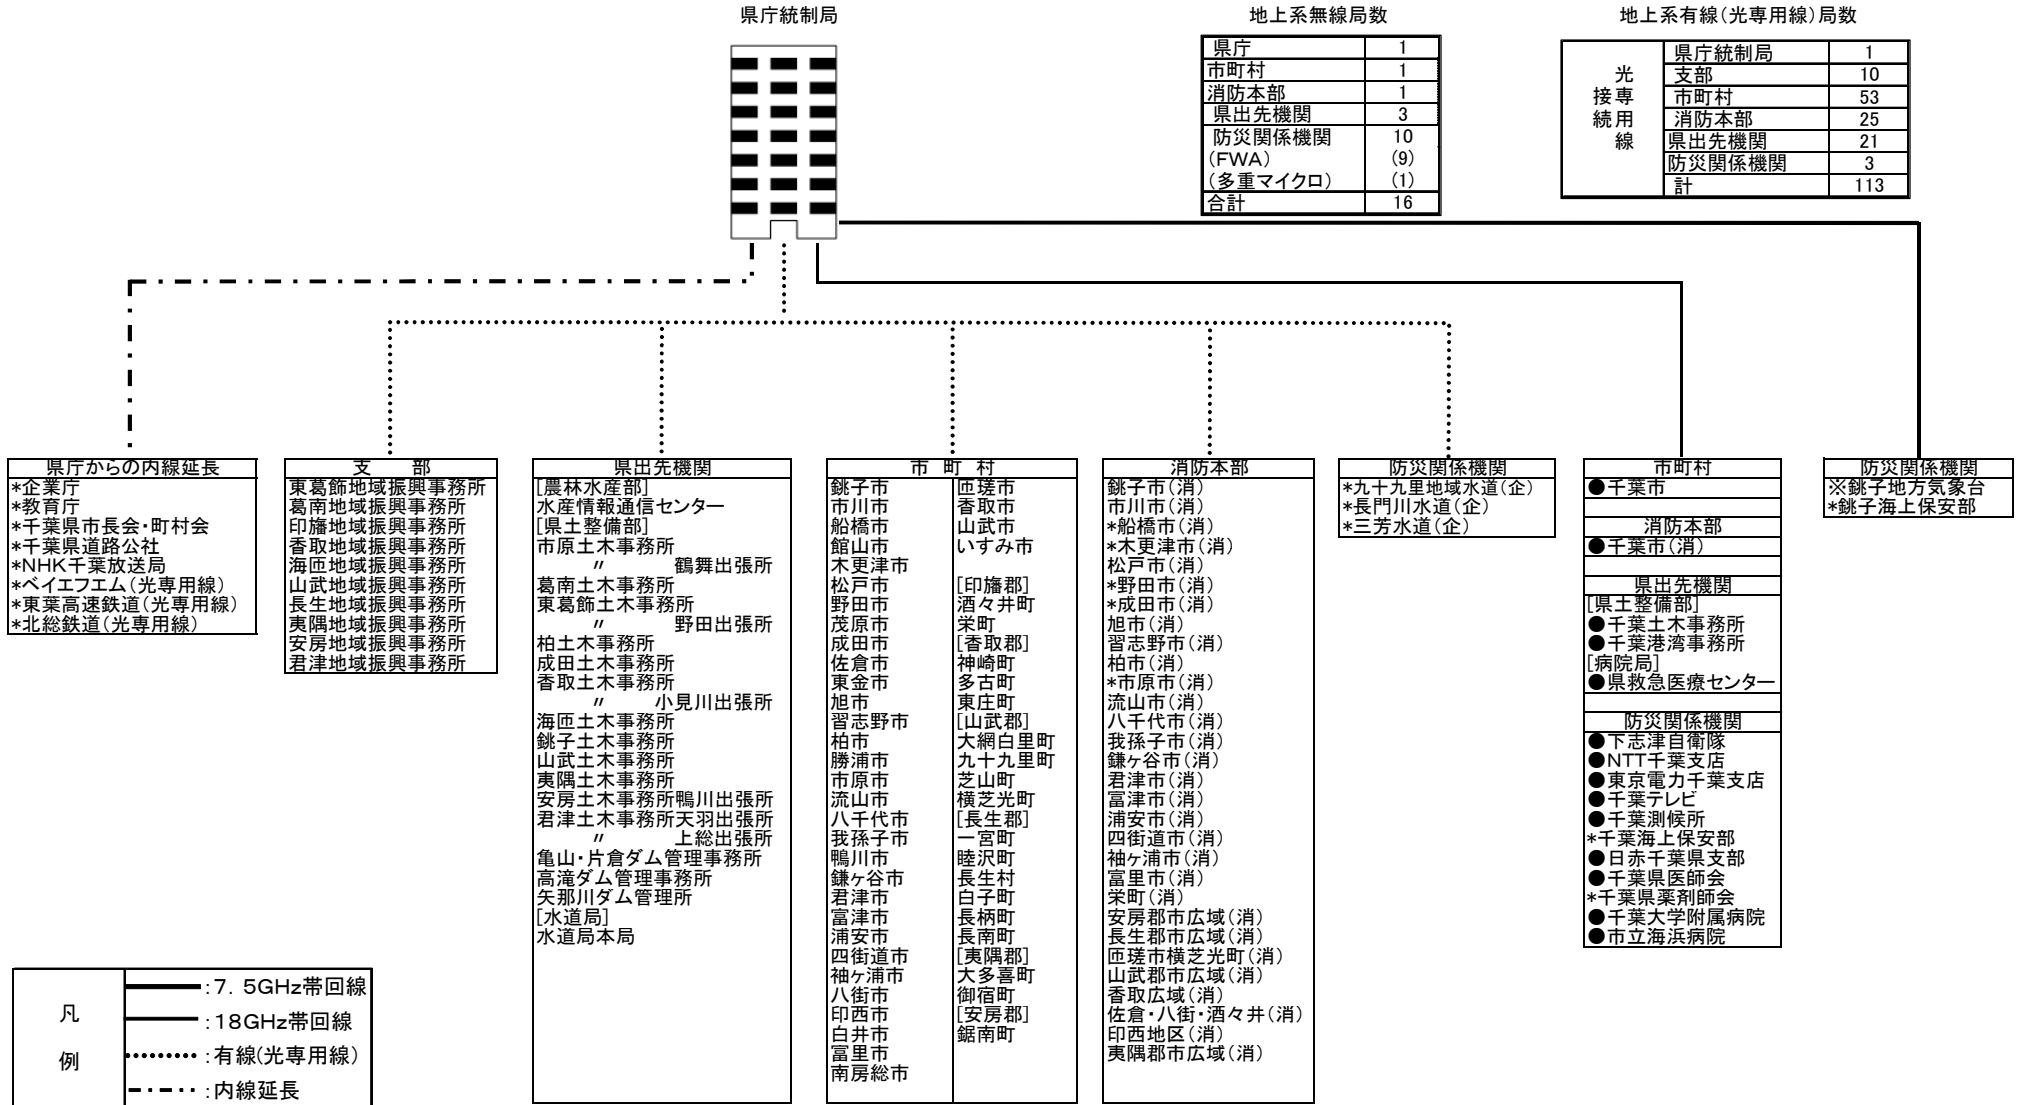 県庁統制局
地上系無線局数
県庁 1
市町村 1
消防本部 1
県出先機関 3
防災関係機関 10
(FWA) (9)
(多重マイクロ) (1)
合計 16
地上系有線(光専用線)局数
光専用線接続
県庁統制局 1
支部 10
市町村 53
消防本部 25
県出先機関 21
防災関係機関 3
計 113
県庁からの内線延長
*企業庁
*教育庁
*千葉県市長会・町村会
*千葉県道路公社
*NHK千葉放送局
*ベイエフエム(光専用線)
*東葉高速鉄道(光専用線)
*北総鉄道(光専用線)
支 部
東葛飾地域振興事務所
葛南地域振興事務所
印旛地域振興事務所
香取地域振興事務所
海匝地域振興事務所
山武地域振興事務所
長生地域振興事務所
夷隅地域振興事務所
安房地域振興事務所
君津地域振興事務所
県出先機関
[農林水産部]
水産情報通信センター
[県土整備部]
市原土木事務所
〃 鶴舞出張所
葛南土木事務所
東葛飾土木事務所
〃 野田出張所
柏土木事務所
成田土木事務所
香取土木事務所
〃 小見川出張所
海匝土木事務所
銚子土木事務所
山武土木事務所
夷隅土木事務所
安房土木事務所鴨川出張所
君津土木事務所天羽出張所
〃 上総出張所
亀山・片倉ダム管理事務所
高滝ダム管理事務所
矢那川ダム管理所
[水道局]
水道局本局
市 町 村
銚子市
市川市
船橋市
館山市
木更津市
松戸市
野田市
茂原市
成田市
佐倉市
東金市
旭市
習志野市
柏市
勝浦市
市原市
流山市
八千代市
我孫子市
鴨川市
鎌ヶ谷市
君津市
富津市
浦安市
四街道市
袖ヶ浦市
八街市
印西市
白井市
富里市
南房総市
匝瑳市
香取市
山武市
いすみ市
[印旛郡]
酒々井町
栄町
[香取郡]
神崎町
多古町
東庄町
[山武郡]
大網白里町
九十九里町
芝山町
横芝光町
[長生郡]
一宮町
睦沢町
長生村
白子町
長柄町
長南町
[夷隅郡]
大多喜町
御宿町
[安房郡]
鋸南町
消防本部
銚子市(消)
市川市(消)
*船橋市(消)
*木更津市(消)
松戸市(消)
*野田市(消)
*成田市(消)
旭市(消)
習志野市(消)
柏市(消)
*市原市(消)
流山市(消)
八千代市(消)
我孫子市(消)
鎌ヶ谷市(消)
君津市(消)
富津市(消)
浦安市(消)
四街道市(消)
袖ヶ浦市(消)
富里市(消)
栄町(消)
安房郡市広域(消)
長生郡市広域(消)
匝瑳市横芝光町(消)
山武郡市広域(消)
香取広域(消)
佐倉・八街・酒々井(消)
印西地区(消)
夷隅郡市広域(消)
防災関係機関
*九十九里地域水道(企)
*長門川水道(企)
*三芳水道(企)
市町村
●千葉市
消防本部
●千葉市(消)
県出先機関
[県土整備部]
●千葉土木事務所
●千葉港湾事務所
[病院局]
●県救急医療センター
防災関係機関
●下志津自衛隊
●NTT千葉支店
●東京電力千葉支店
●千葉テレビ
●千葉測候所
*千葉海上保安部
●日赤千葉県支部
●千葉県医師会
*千葉県薬剤師会
●千葉大学附属病院
●市立海浜病院
防災関係機関
※銚子地方気象台
*銚子海上保安部
凡例
:7.5GHz帯回線
:18GHz帯回線
:有線(光専用線)
:内線延長